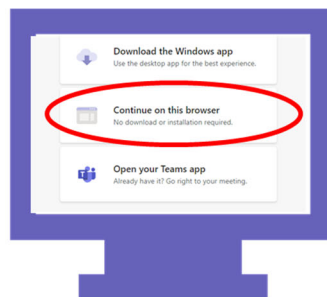 Download the Windows app
Use the desktop app for the best experience.
Continue on this browser
No download or installation required.
Open your Teams app
Already have it? Go right to your meeting.